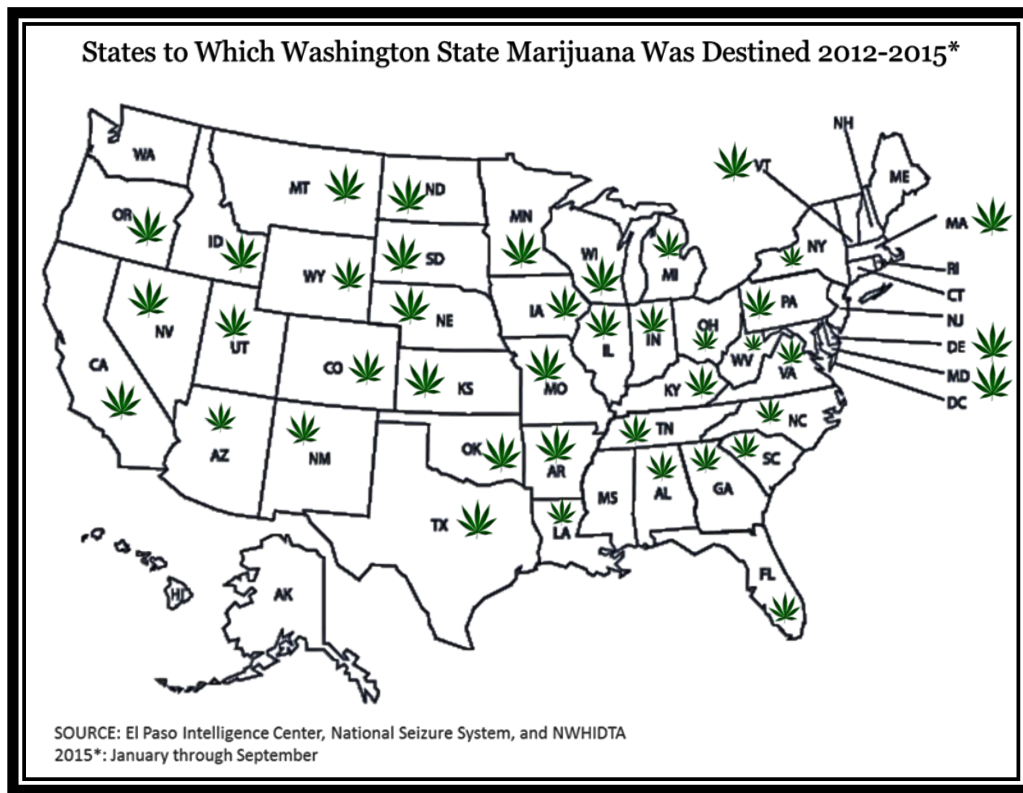 States to Which Washington State Marijuana Was Destined 2012-2015*
NH
WA
VT
ME
MT
ND
MN
OR
MA
ID
SD
WI
NY
MI
WY
RI
CT
IA
PA
NE
NJ
NV
OH
UT
IL
IN
DE
WV
CA
CO
VA
MD
KS
MO
KY
DC
NC
TN
OK
AZ
NM
AR
SC
MS
AL
GA
TX
LA
FL
HI
AK
SOURCE: El Paso Intelligence Center, National Seizure System, and NWHIDTA
2015*: January through September